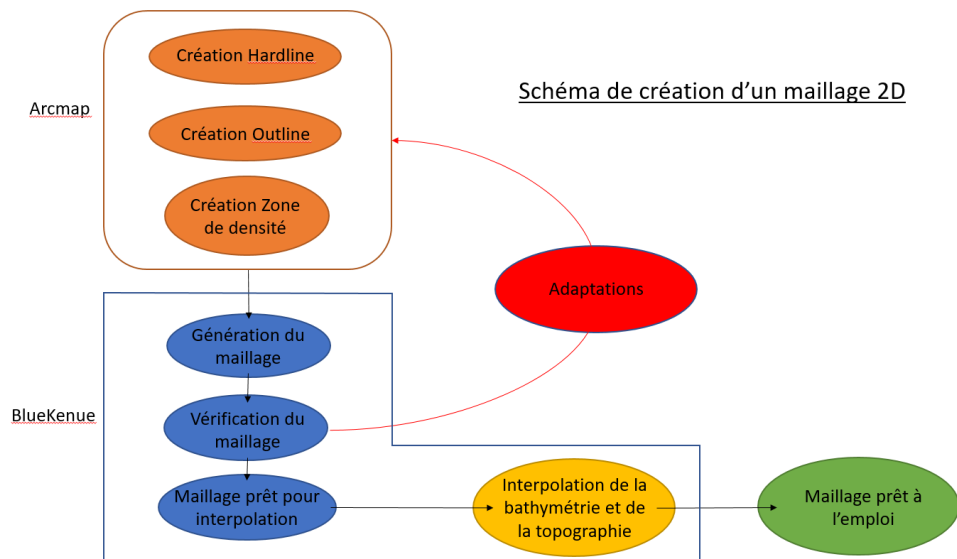 Schéma de création d'un maillage 2D
Arcmap
Création Hardline
Création Outline
Création Zone
de densité
Adaptations
BlueKenue
Génération du
maillage
Vérification du
maillage
Maillage prêt pour
interpolation
Interpolation de la
bathymétrie et de
la topographie
Maillage prêt à
l'emploi